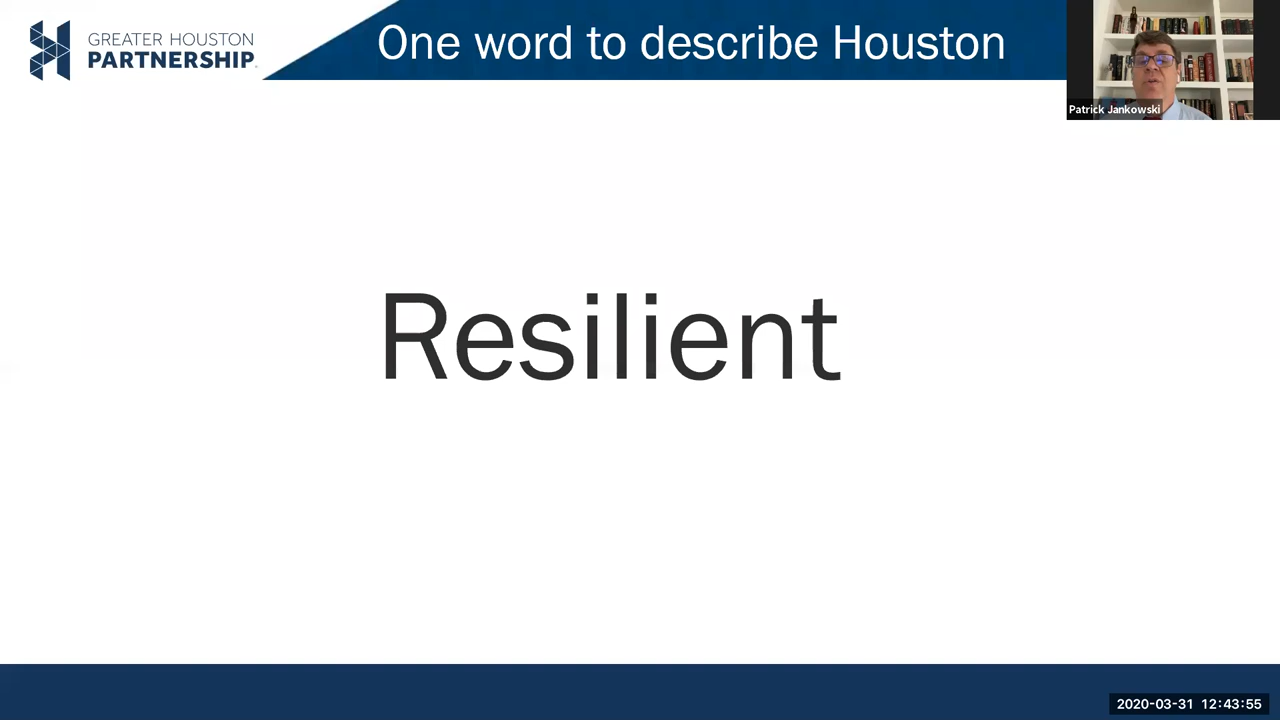 GREATER HOUSTON
PARTNERSHIP
One word to describe Houston
Patrick Jankowski
Resilient
2020-03-31 12:43:55